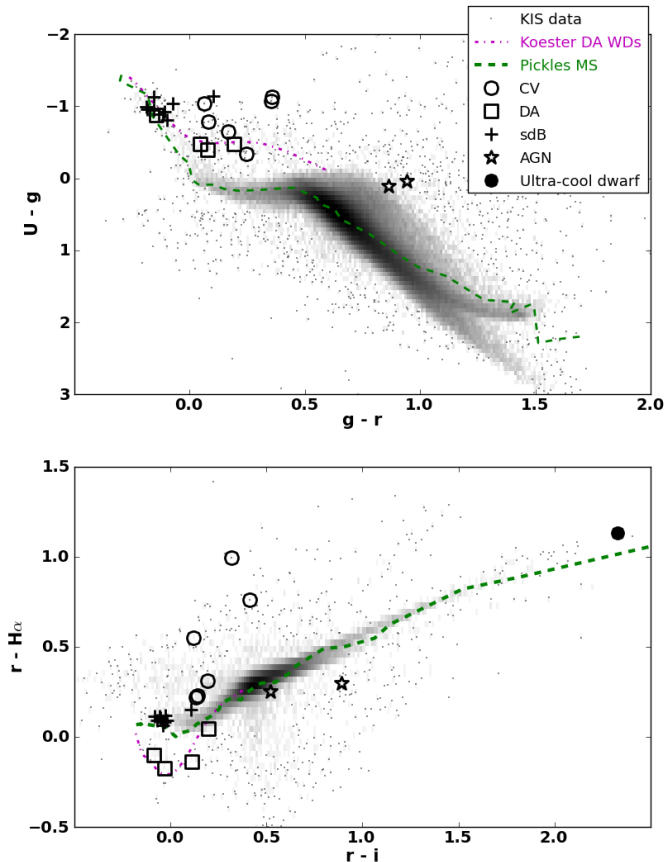 −2
−1
0
1
2
3
U - g
0.0
0.5
1.0
1.5
2.0
g - r
KIS data
Koester DA WDs
Pickles MS
CV
DA
sdB
AGN
Ultra-cool dwarf
1.5
1.0
0.5
0.0
−0.5
r - Hα
0.0
0.5
1.0
1.5
2.0
r - i